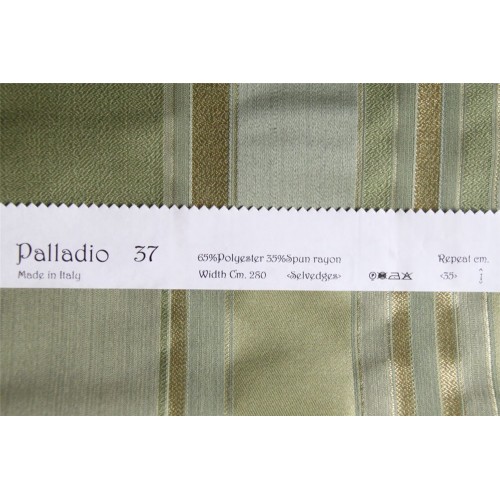 Palladio 37
Made in Italy
65%Polyester 35%Spun rayon
Width Cm. 280 <Selvedges>
Repeat cm.
<35>